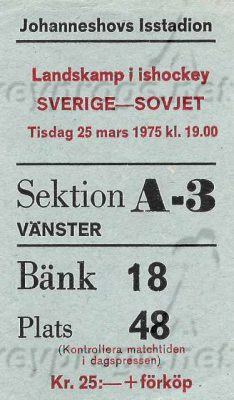 Johanneshovs Isstadion
Landskamp i ishockey
SVERIGE—SOVJET
Tisdag 25 mars 1975 kl. 19.00
Sektion A-3
VÄNSTER
Bänk 18
Plats 48
(Kontrollera matchtiden
i dagspressen)
Kr. 25:—+förköp